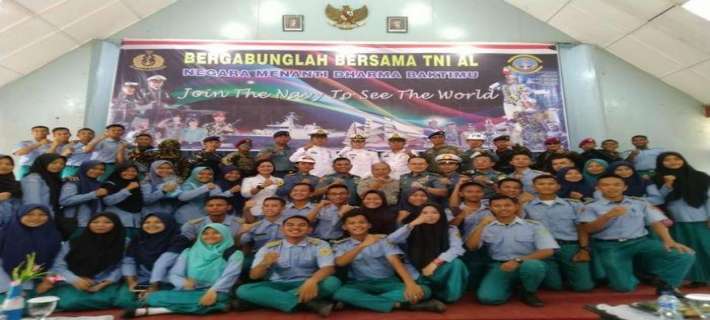 BERGABUNGLAH BERSAMA TNI AL
NEGARA MENANTI DHARMA BAKTIMU
Join The Navy To See The World